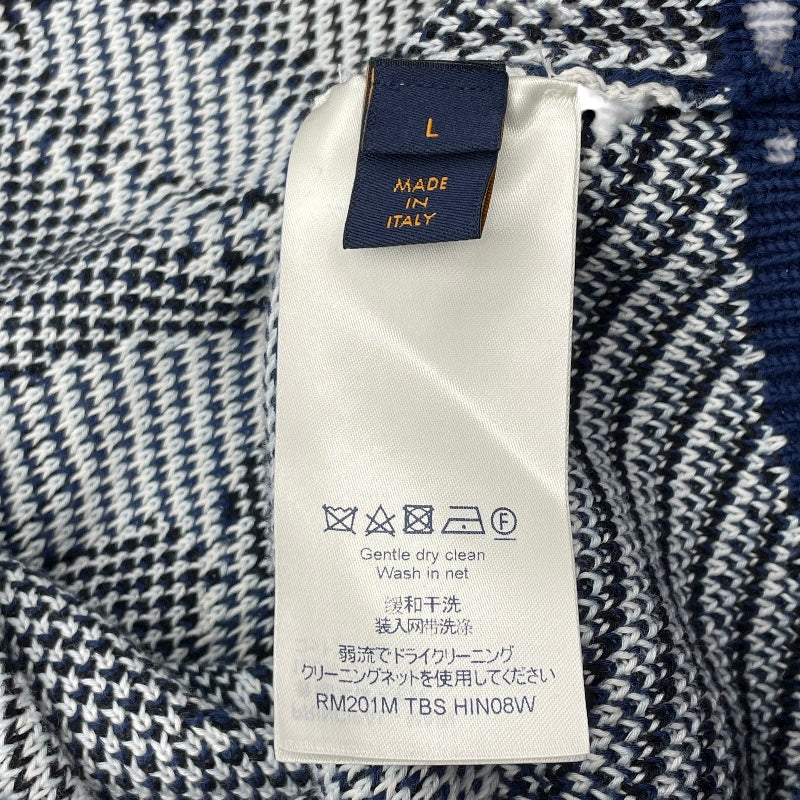 L
MADE
IN
ITALY
F
Gentle dry clean
Wash in net
缓和干洗
装入网带洗涤
弱流でドライクリーニング
クリーニングネットを使用してください
RM201M TBS HIN08W